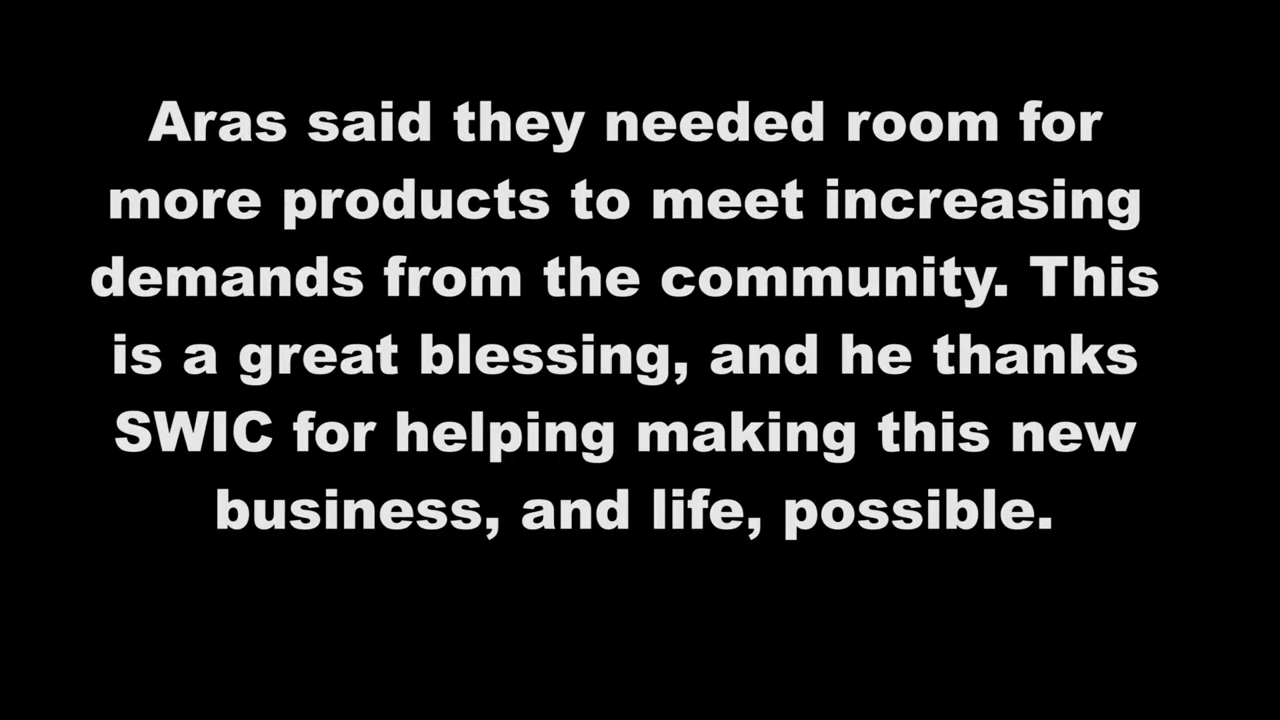 Aras said they needed room for
more products to meet increasing
demands from the community. This
is a great blessing, and he thanks
SWIC for helping making this new
business, and life, possible.